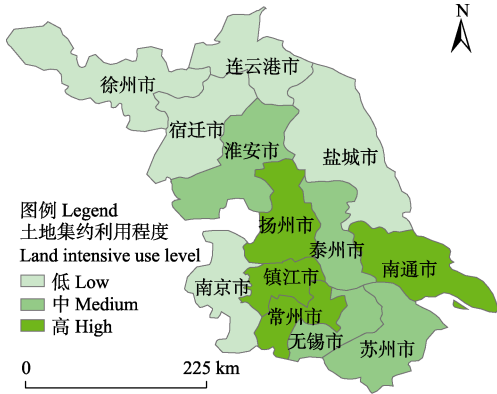 N
连云港市
徐州市
宿迁市
淮安市
盐城市
图例 Legend
土地集约利用程度
Land intensive use level
低 Low
中 Medium
高 High
扬州市
泰州市
南通市
南京市
镇江市
常州市
无锡市
苏州市
0 225 km